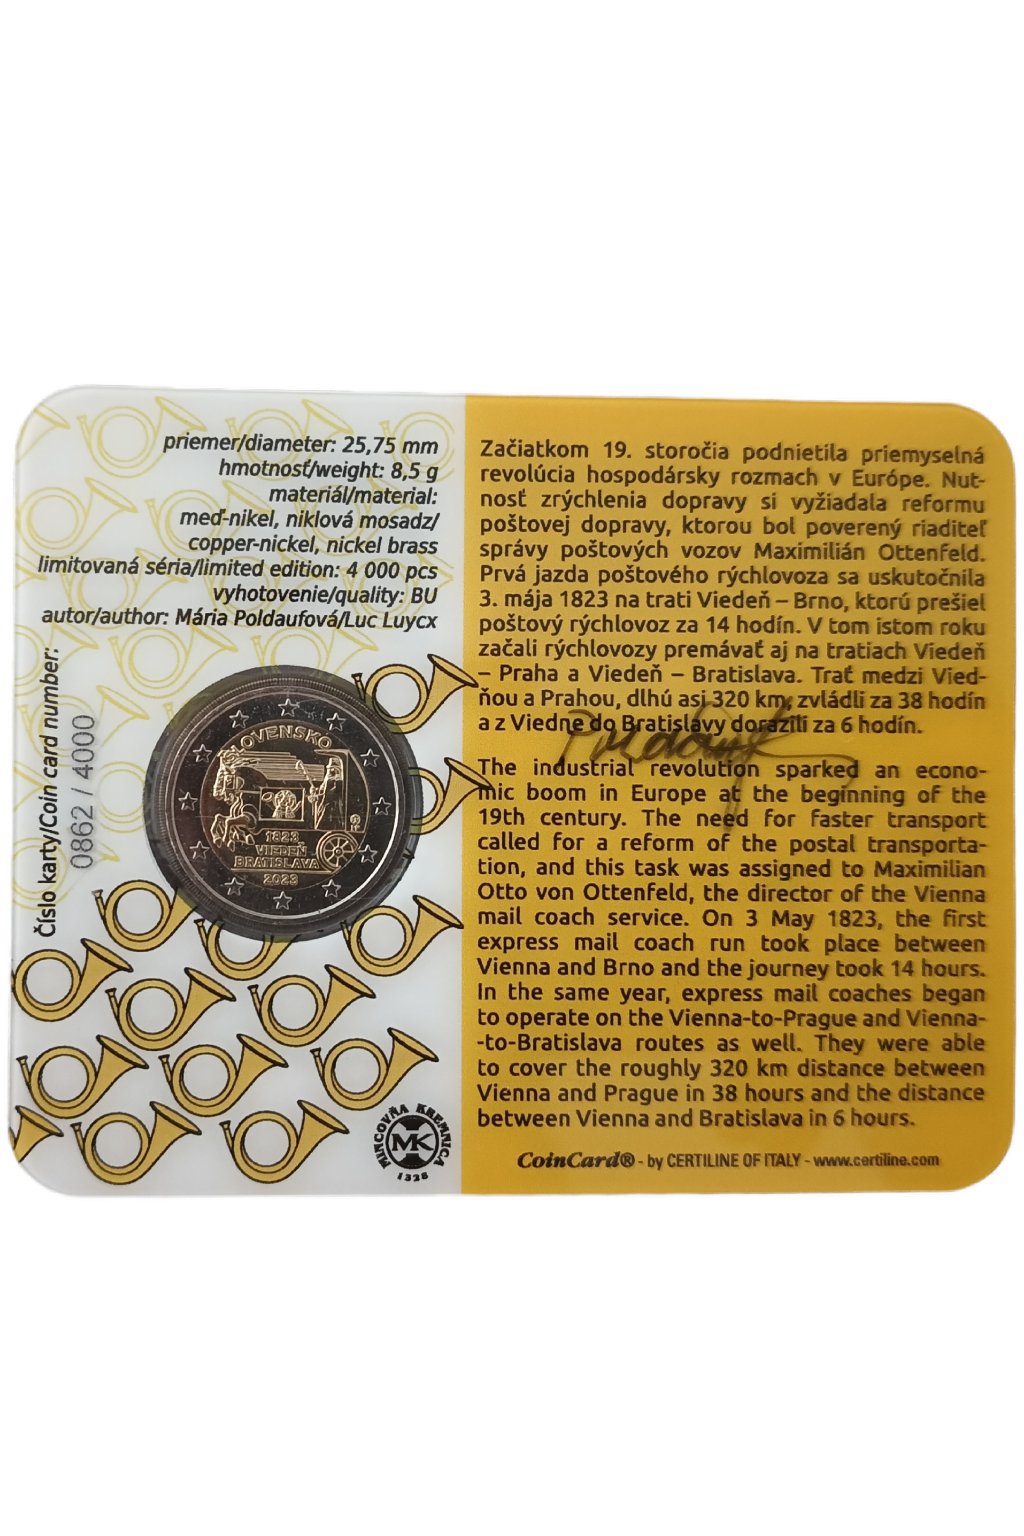 priemer/diameter: 25,75 mm
hmotnosť/weight: 8,5 g
materiál/material:
meď-nikel, niklová mosadz/
copper-nickel, nickel brass
limitovaná séria/limited edition: 4 000 pcs
vyhotovenie/quality: BU
autor/author: Mária Poldaufová/Luc Luycx
Číslo karty/Coin card number:
0862 / 4000
SLOVENSKO
1823
VIEDEŇ
BRATISLAVA
2023
MINCOVŇA KREMNICA
MK
1328
Začiatkom 19. storočia podnietila priemyselná
revolúcia hospodársky rozmach v Európe. Nut-
nosť zrýchlenia dopravy si vyžiadala reformu
poštovej dopravy, ktorou bol poverený riaditeľ
správy poštových vozov Maximilián Ottenfeld.
Prvá jazda poštového rýchlovoza sa uskutočnila
3. mája 1823 na trati Viedeň – Brno, ktorú prešiel
poštový rýchlovoz za 14 hodín. V tom istom roku
začali rýchlovozy premávať aj na tratiach Viedeň
– Praha a Viedeň – Bratislava. Trať medzi Vied-
ňou a Prahou, dlhú asi 320 km, zvládli za 38 hodín
a z Viedne do Bratislavy dorazili za 6 hodín.
The industrial revolution sparked an econo-
mic boom in Europe at the beginning of the
19th century. The need for faster transport
called for a reform of the postal transporta-
tion, and this task was assigned to Maximilian
Otto von Ottenfeld, the director of the Vienna
mail coach service. On 3 May 1823, the first
express mail coach run took place between
Vienna and Brno and the journey took 14 hours.
In the same year, express mail coaches began
to operate on the Vienna-to-Prague and Vienna-
-to-Bratislava routes as well. They were able
to cover the roughly 320 km distance between
Vienna and Prague in 38 hours and the distance
between Vienna and Bratislava in 6 hours.
CoinCard® - by CERTILINE OF ITALY - www.certiline.com